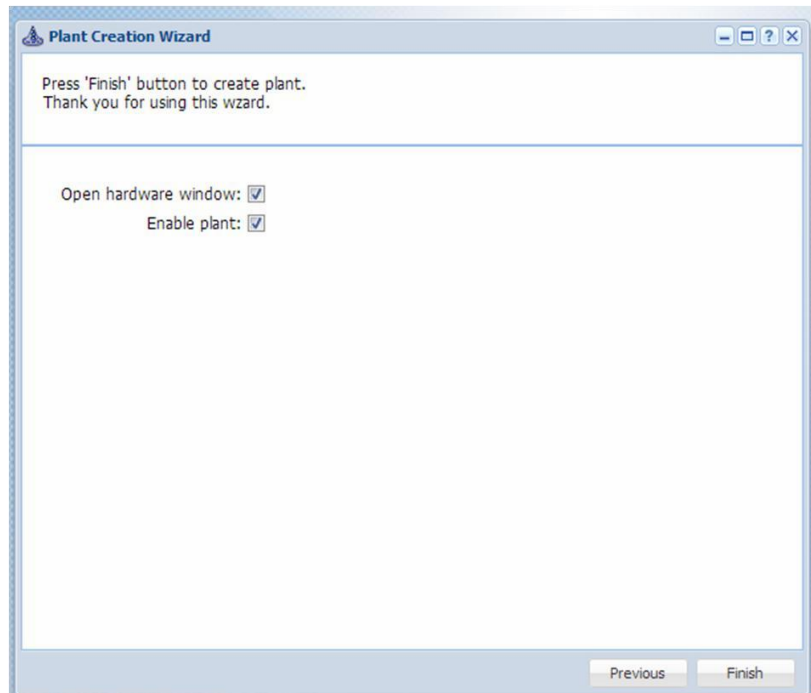 Plant Creation Wizard
Press 'Finish' button to create plant.
Thank you for using this wzard.
Open hardware window:
Enable plant:
Previous Finish